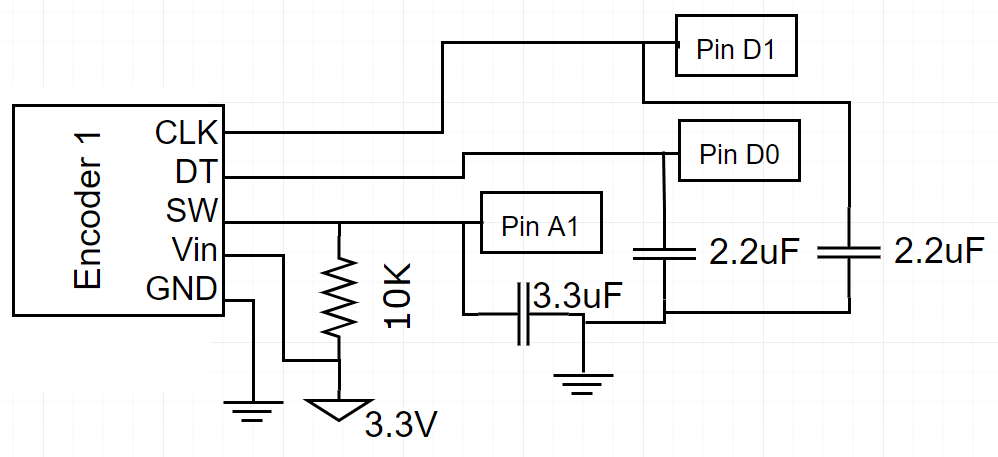 Encoder 1
CLK
DT
SW
Vin
GND
Pin D1
Pin D0
Pin A1
2.2uF
2.2uF
3.3uF
10K
3.3V